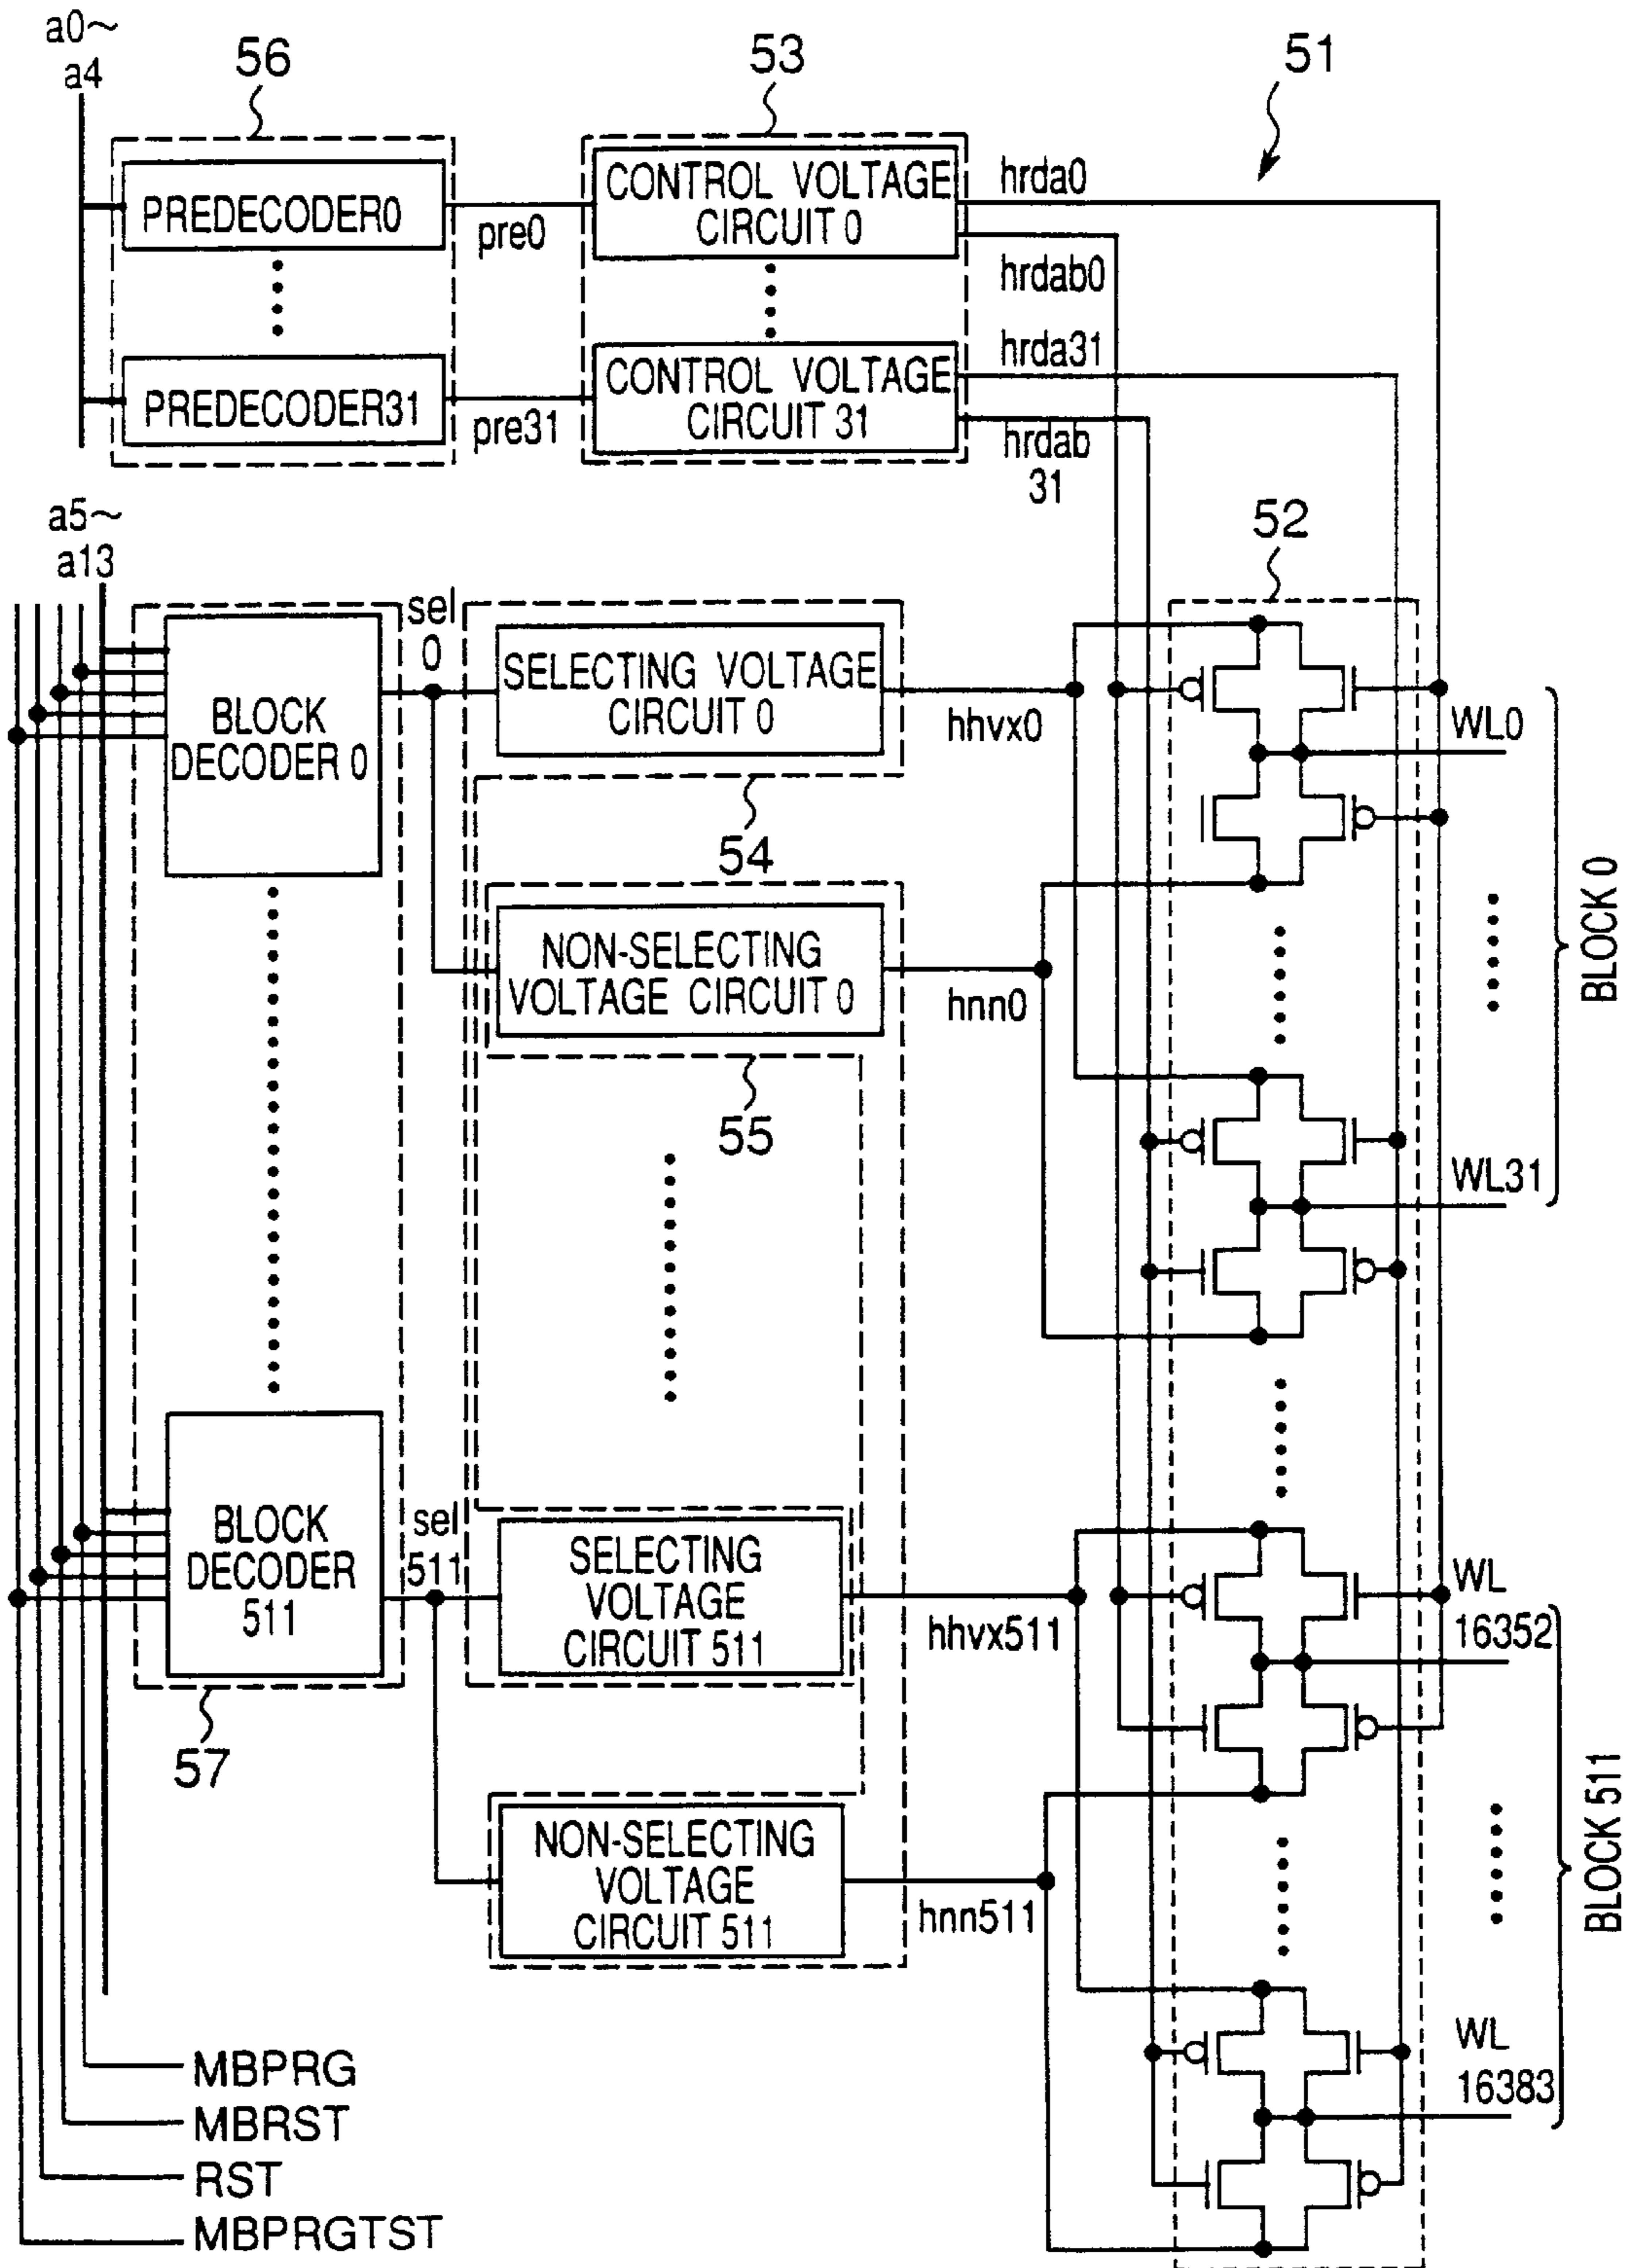 a0~
a4
56
53
51
PREDECODER0
pre0
CONTROL VOLTAGE
CIRCUIT 0
hrda0
hrdab0
PREDECODER31
pre31
CONTROL VOLTAGE
CIRCUIT 31
hrda31
hrdab
31
a5~
a13
52
sel
0
BLOCK
DECODER 0
SELECTING VOLTAGE
CIRCUIT 0
hhvx0
WL0
54
NON-SELECTING
VOLTAGE CIRCUIT 0
hnn0
BLOCK 0
55
WL31
BLOCK
DECODER
511
sel
511
SELECTING
VOLTAGE
CIRCUIT 511
hhvx511
WL
16352
57
NON-SELECTING
VOLTAGE
CIRCUIT 511
hnn511
BLOCK 511
WL
16383
MBPRG
MBRST
RST
MBPRGTST